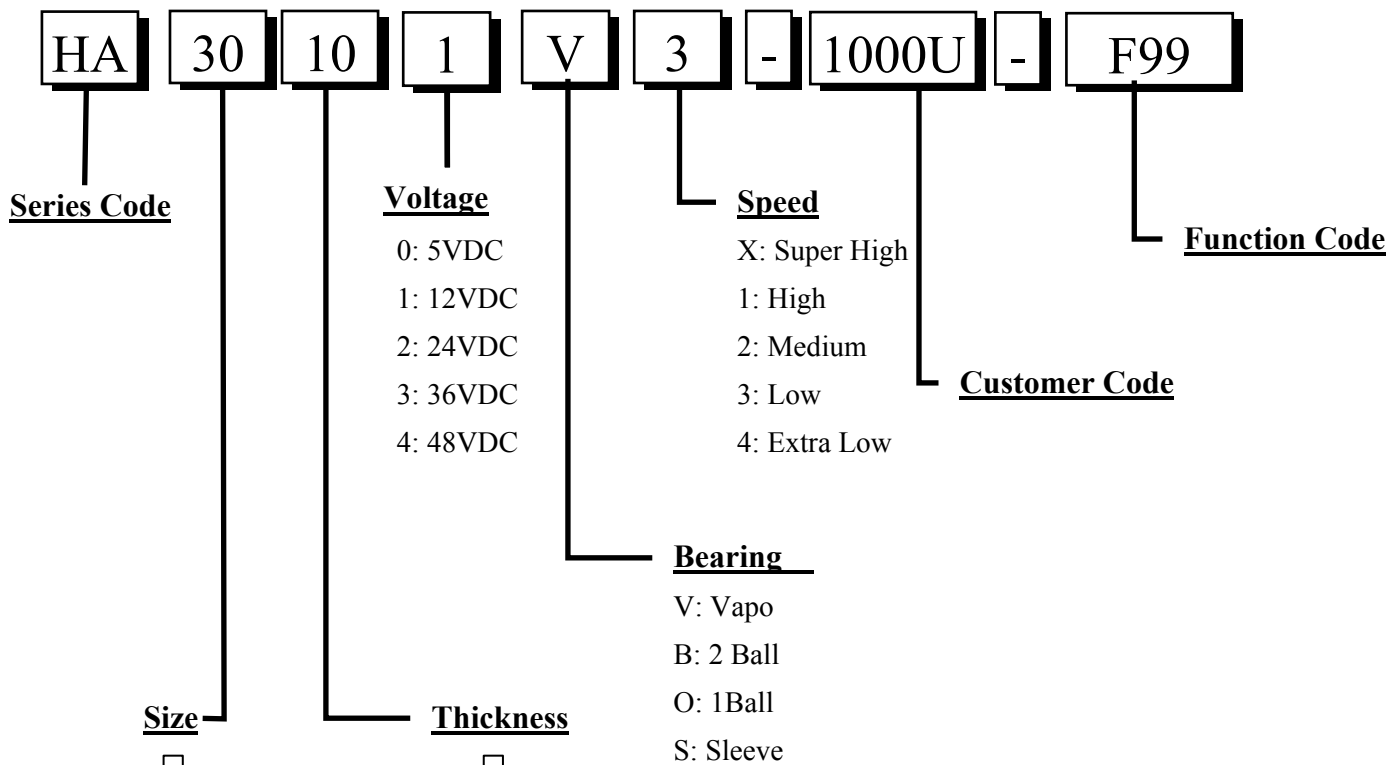 HA 30 10 1 V 3 - 1000U - F99
Series Code
Voltage
0: 5VDC
1: 12VDC
2: 24VDC
3: 36VDC
4: 48VDC
Speed
X: Super High
1: High
2: Medium
3: Low
4: Extra Low
Function Code
Customer Code
Bearing
V: Vapo
B: 2 Ball
O: 1Ball
S: Sleeve
Size
Thickness